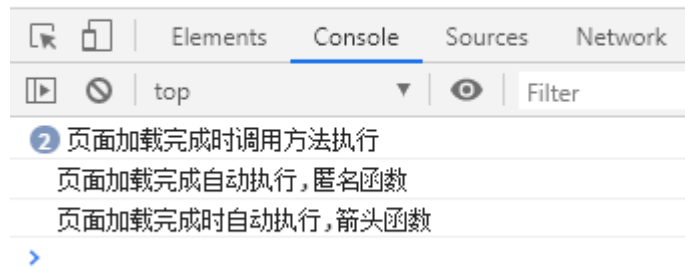 Elements Console Sources Network
top Filter
2 页面加载完成时调用方法执行
页面加载完成自动执行,匿名函数
页面加载完成时自动执行,箭头函数